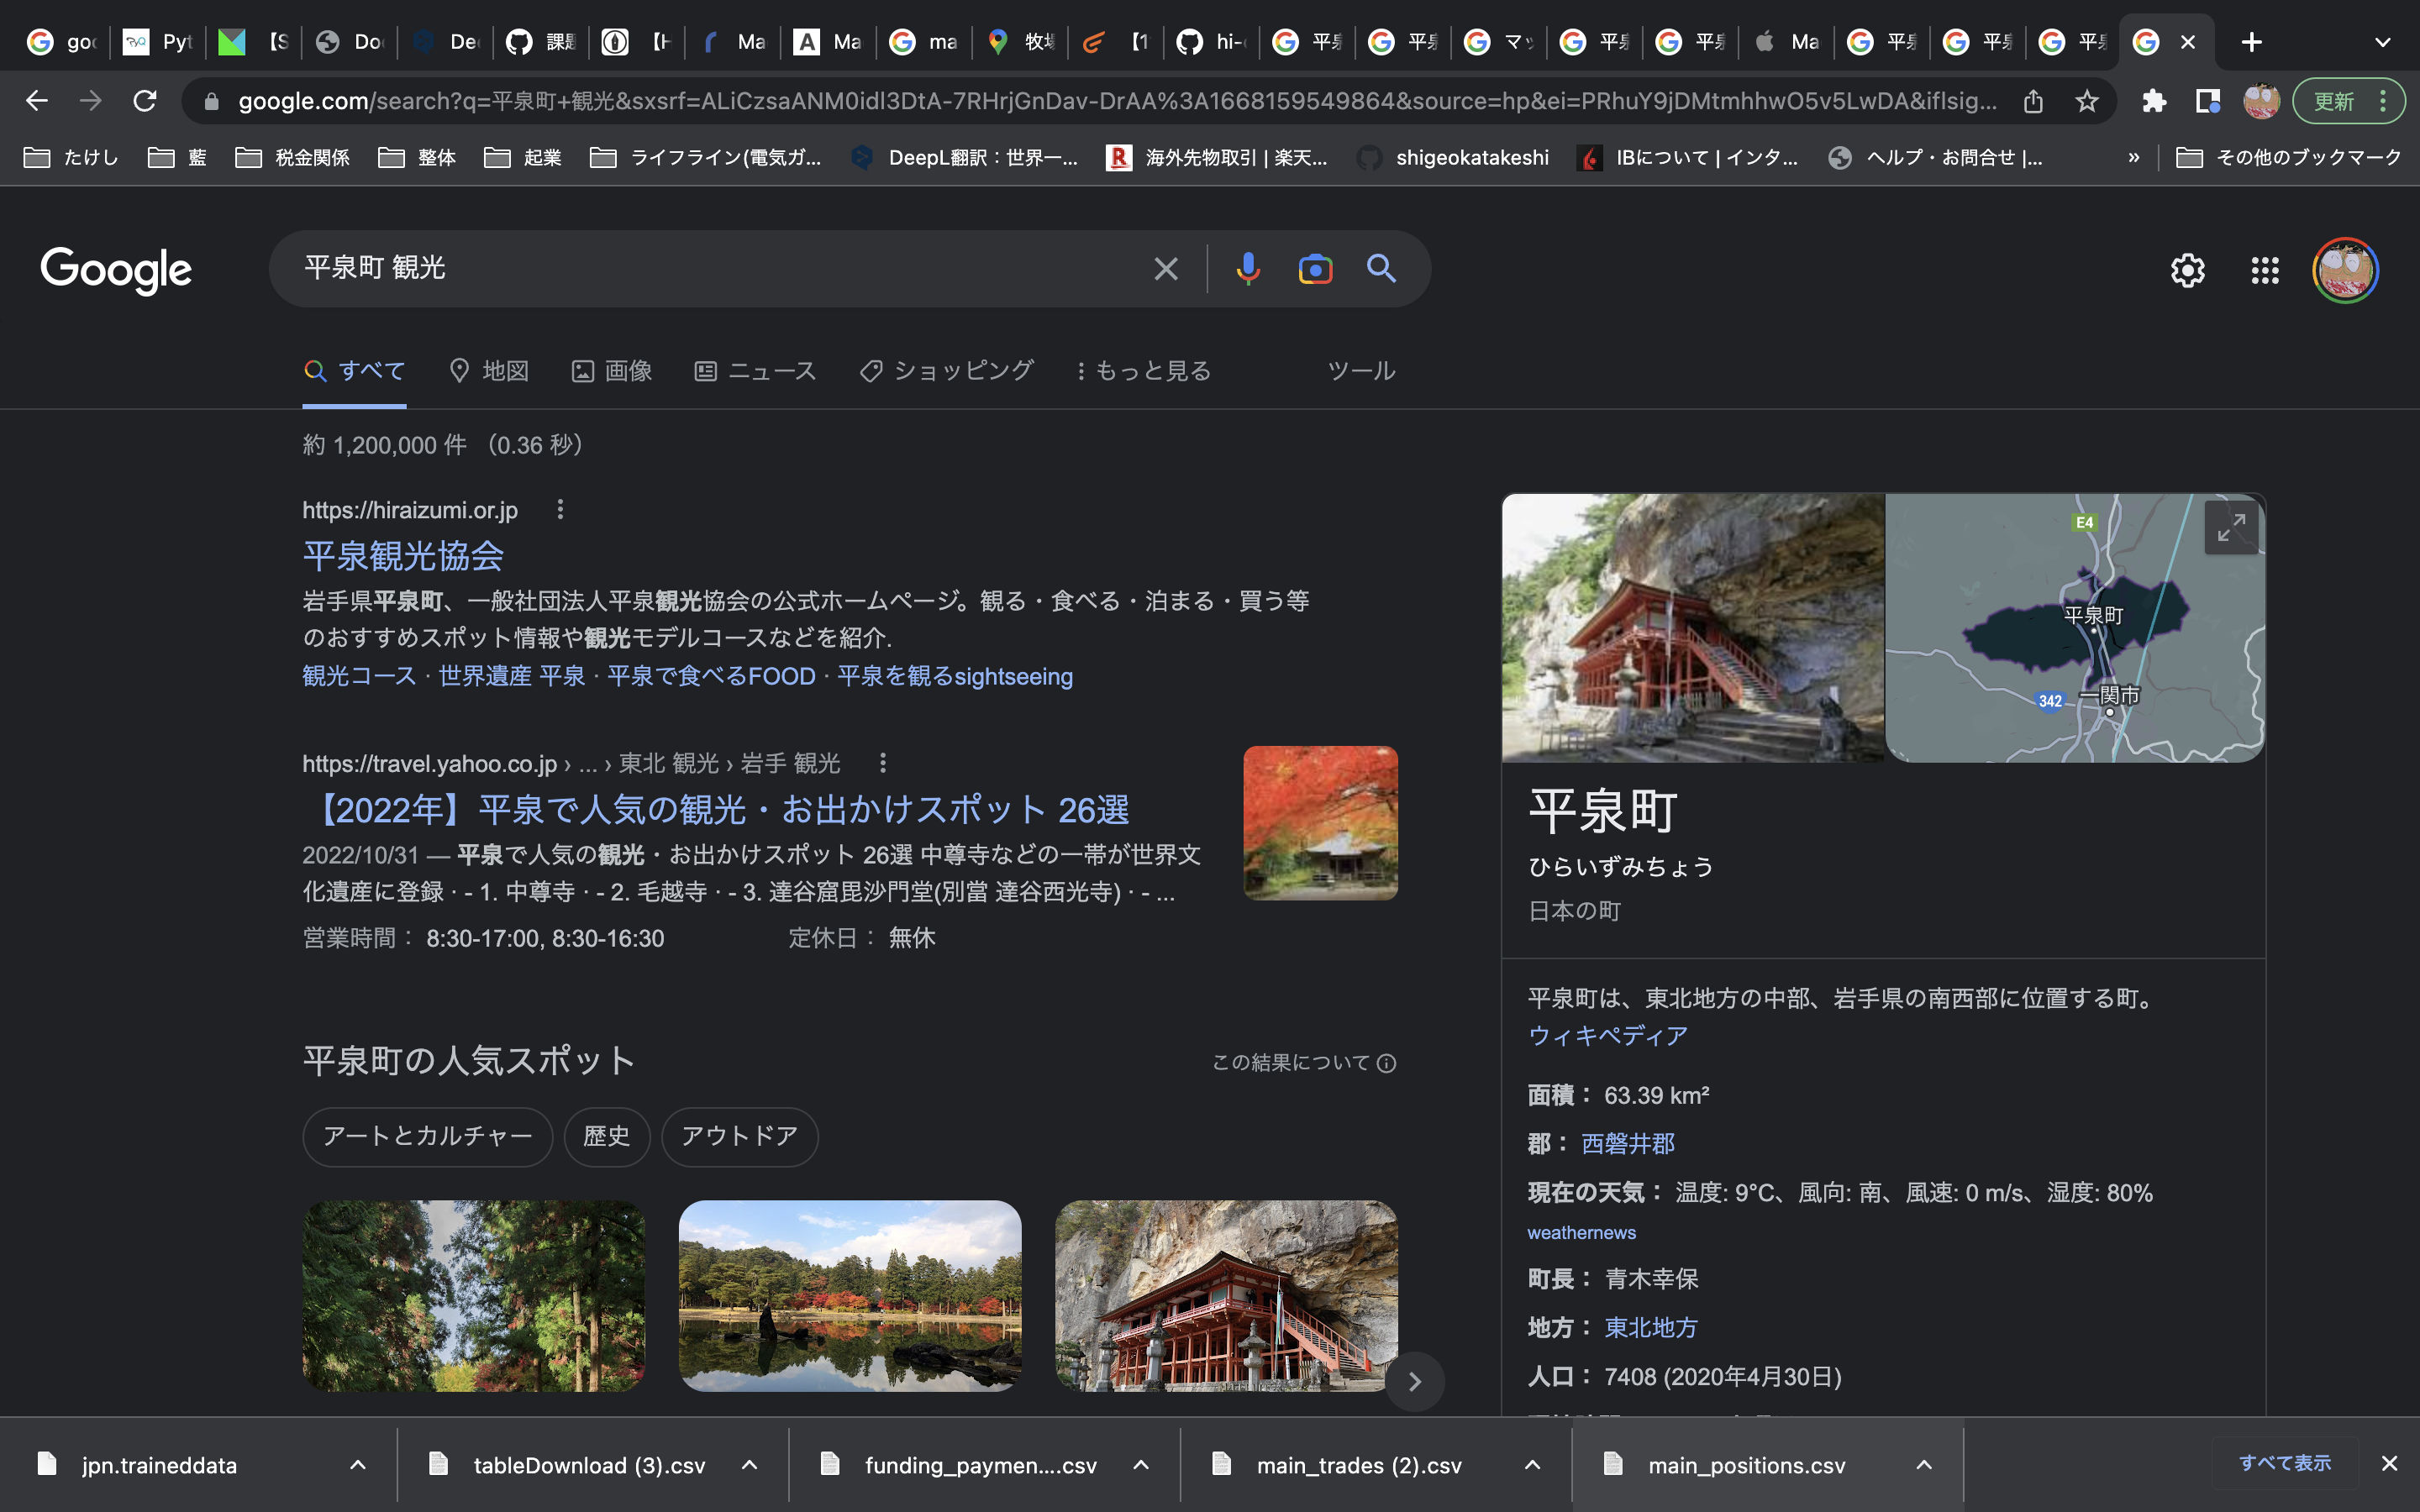 goo
Pyt
【S
Do
De
課題
【H
Ma
Ma
ma
牧場
【1
hi-
平泉
平泉
マッ
平泉
平泉
Ma
平泉
平泉
平泉
google.com/search?q=平泉町+観光&sxsrf=ALiCzsaANM0idl3DtA-7RHrjGnDav-DrAA%3A1668159549864&source=hp&ei=PRhuY9jDMtmhhwO5v5LwDA&iflsig...
更新
たけし
藍
税金関係
整体
起業
ライフライン(電気ガ...
DeepL翻訳：世界一...
海外先物取引 | 楽天...
shigeokatakeshi
IBについて | インタ...
ヘルプ・お問合せ |...
»
その他のブックマーク
Google
平泉町 観光
すべて
地図
画像
ニュース
ショッピング
もっと見る
ツール
約 1,200,000 件 （0.36 秒）
https://hiraizumi.or.jp
平泉観光協会
岩手県平泉町、一般社団法人平泉観光協会の公式ホームページ。観る・食べる・泊まる・買う等
のおすすめスポット情報や観光モデルコースなどを紹介.
観光コース · 世界遺産 平泉 · 平泉で食べるFOOD · 平泉を観るsightseeing
https://travel.yahoo.co.jp › ... › 東北 観光 › 岩手 観光
【2022年】平泉で人気の観光・お出かけスポット 26選
2022/10/31 — 平泉で人気の観光・お出かけスポット 26選 中尊寺などの一帯が世界文
化遺産に登録 · - 1. 中尊寺 · - 2. 毛越寺 · - 3. 達谷窟毘沙門堂(別當 達谷西光寺) · - ...
営業時間： 8:30-17:00, 8:30-16:30
定休日： 無休
平泉町の人気スポット
この結果について
アートとカルチャー
歴史
アウトドア
E4
平泉町
342
一関市
平泉町
ひらいずみちょう
日本の町
平泉町は、東北地方の中部、岩手県の南西部に位置する町。
ウィキペディア
面積： 63.39 km²
郡： 西磐井郡
現在の天気： 温度: 9°C、風向: 南、風速: 0 m/s、湿度: 80%
weathernews
町長： 青木幸保
地方： 東北地方
人口： 7408 (2020年4月30日)
jpn.traineddata
tableDownload (3).csv
funding_paymen....csv
main_trades (2).csv
main_positions.csv
すべて表示